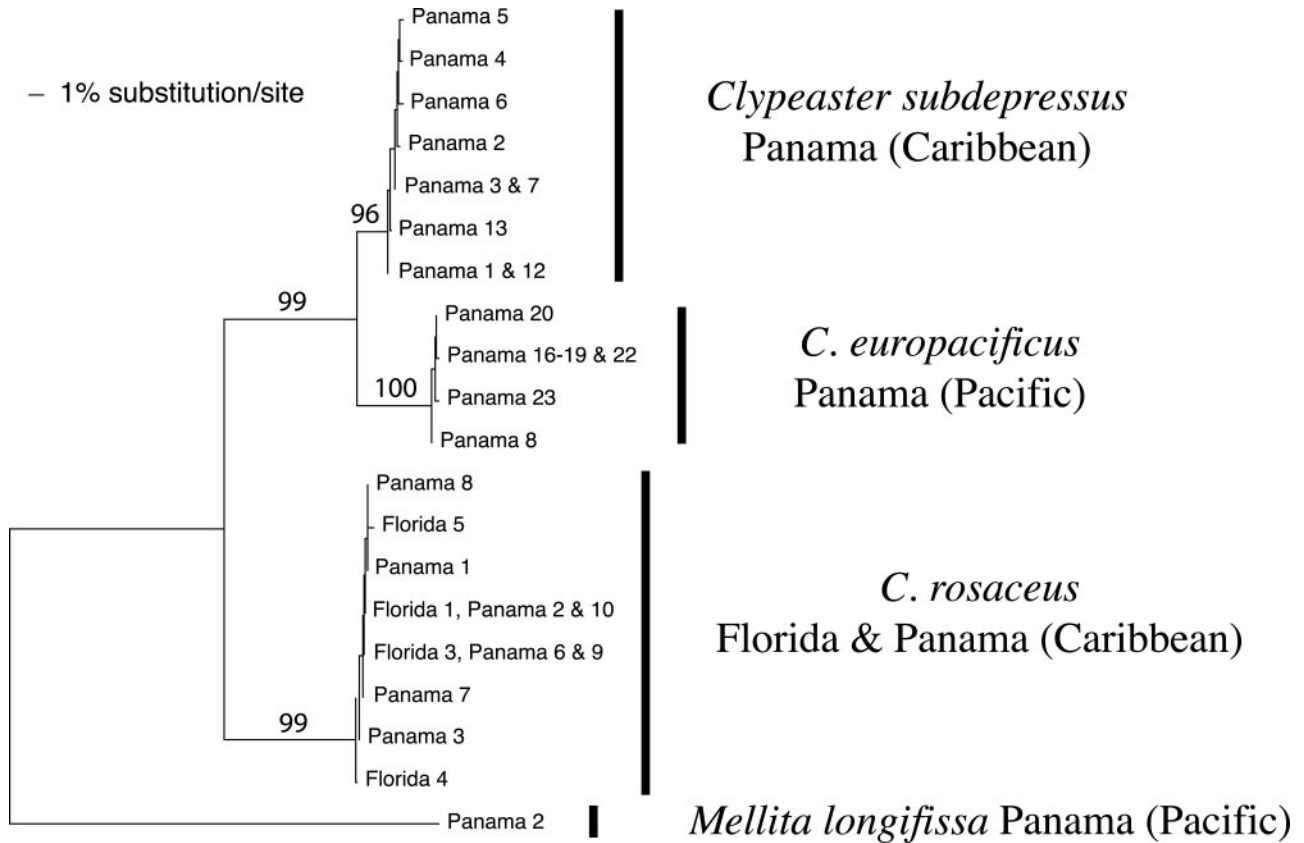 Panama 5
Panama 4
– 1% substitution/site
Panama 6
Panama 2
Panama 3 & 7
96
Panama 13
Panama 1 & 12
Clypeaster subdepressus
Panama (Caribbean)
99
Panama 20
Panama 16-19 & 22
100
Panama 23
Panama 8
C. europacificus
Panama (Pacific)
Panama 8
Florida 5
Panama 1
Florida 1, Panama 2 & 10
Florida 3, Panama 6 & 9
Panama 7
99
Panama 3
Florida 4
C. rosaceus
Florida & Panama (Caribbean)
Panama 2
Mellita longifissa Panama (Pacific)